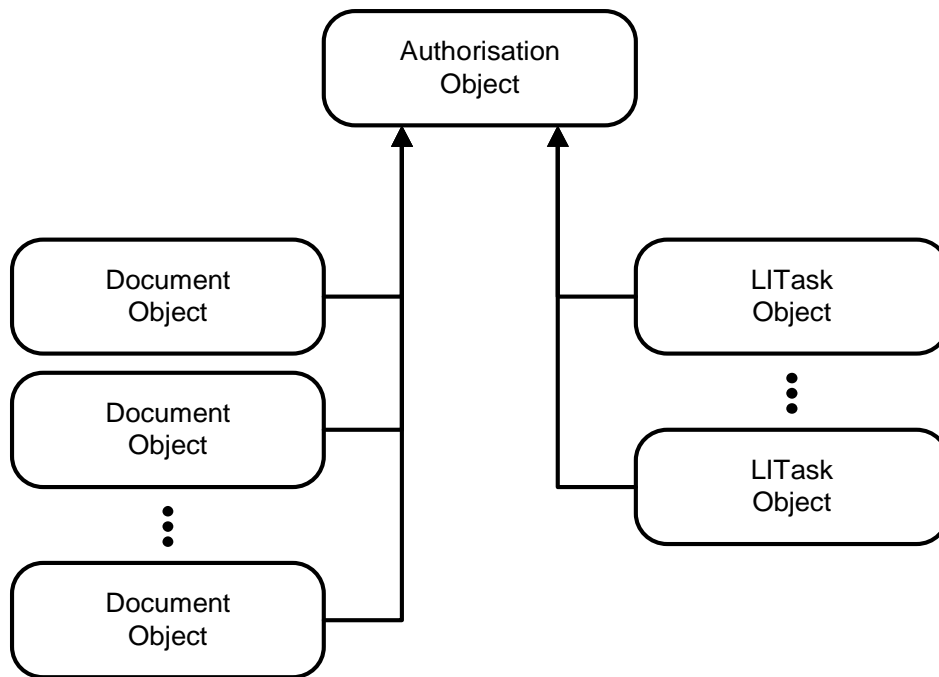 Authorisation
Object
Document
Object
LITask
Object
Document
Object
LITask
Object
Document
Object